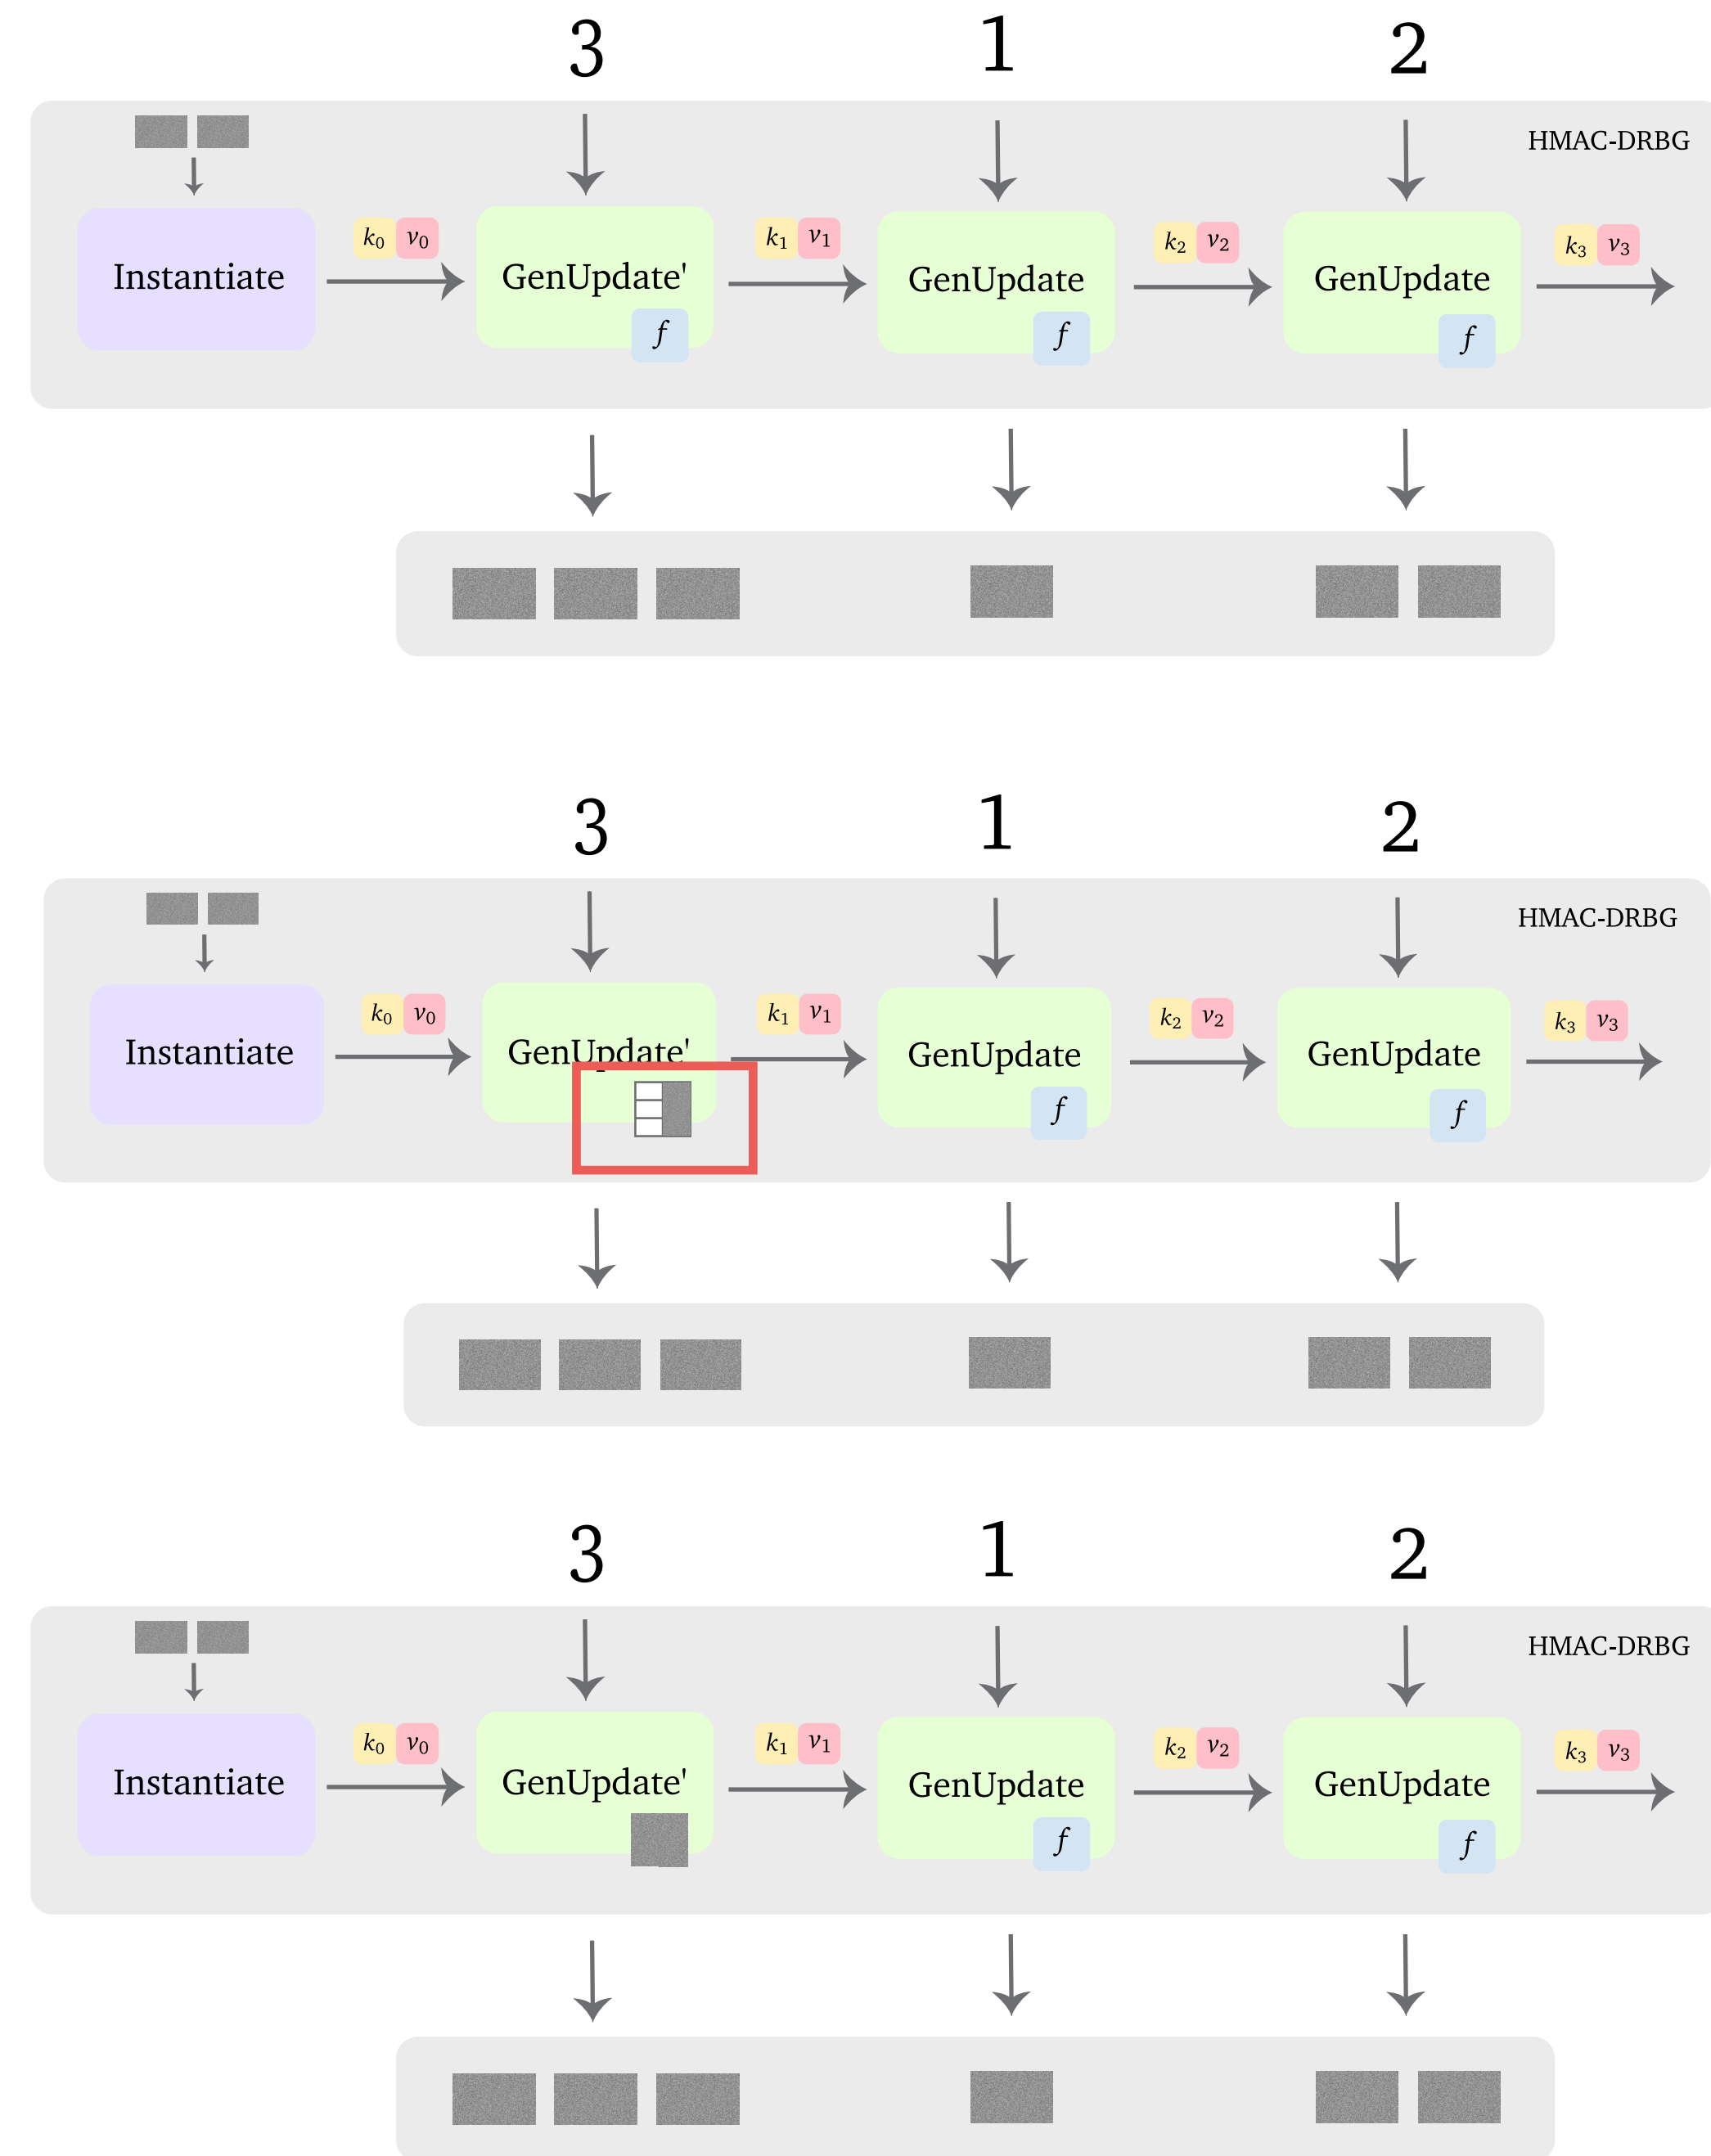 3 1 2
HMAC-DRBG
k₀ v₀ k₁ v₁ k₂ v₂ k₃ v₃
Instantiate GenUpdate' GenUpdate GenUpdate
f f f
3 1 2
HMAC-DRBG
k₀ v₀ k₁ v₁ k₂ v₂ k₃ v₃
Instantiate GenUpdate' GenUpdate GenUpdate
f f
3 1 2
HMAC-DRBG
k₀ v₀ k₁ v₁ k₂ v₂ k₃ v₃
Instantiate GenUpdate' GenUpdate GenUpdate
f f